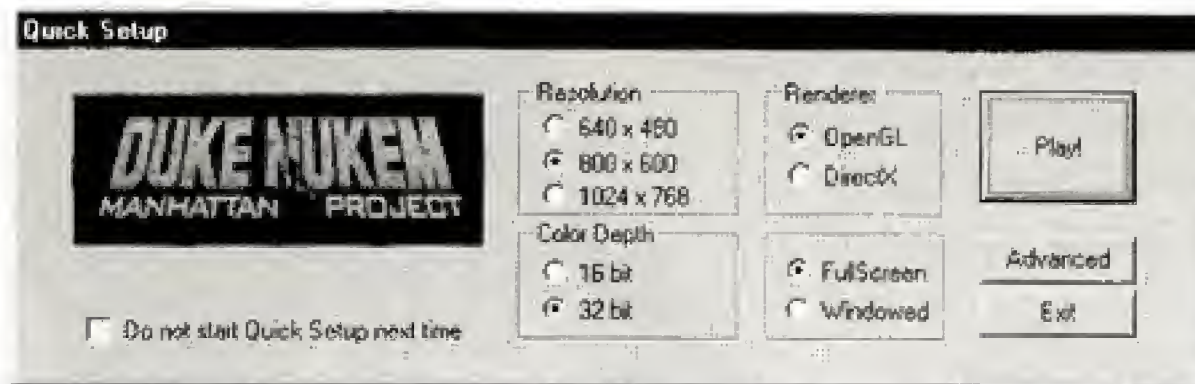 Quick Setup
DUKE NUKEM
MANHATTAN PROJECT
Do not start Quick Setup next time
Resolution
640 x 480
800 x 600
1024 x 768
Color Depth
16 bit
32 bit
Renderer
OpenGL
DirectX
FullScreen
Windowed
Play!
Advanced
Exit